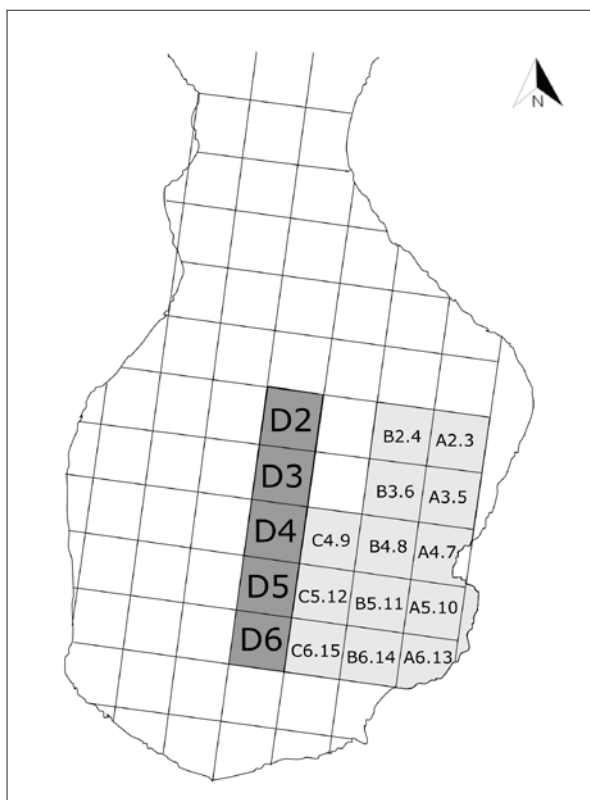 N
D2
B2.4 A2.3
D3
B3.6 A3.5
D4 C4.9 B4.8 A4.7
D5 C5.12 B5.11 A5.10
D6 C6.15 B6.14 A6.13